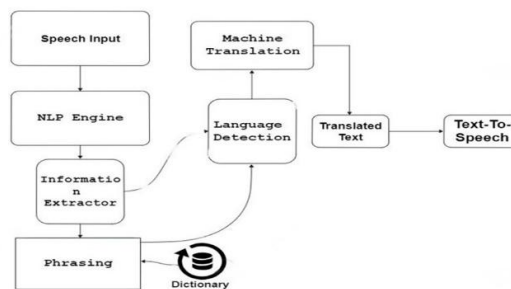 Speech Input
NLP Engine
Informatio
n
Extractor
Phrasing
Dictionary
Language
Detection
Machine
Translation
Translated
Text
Text-To-
Speech